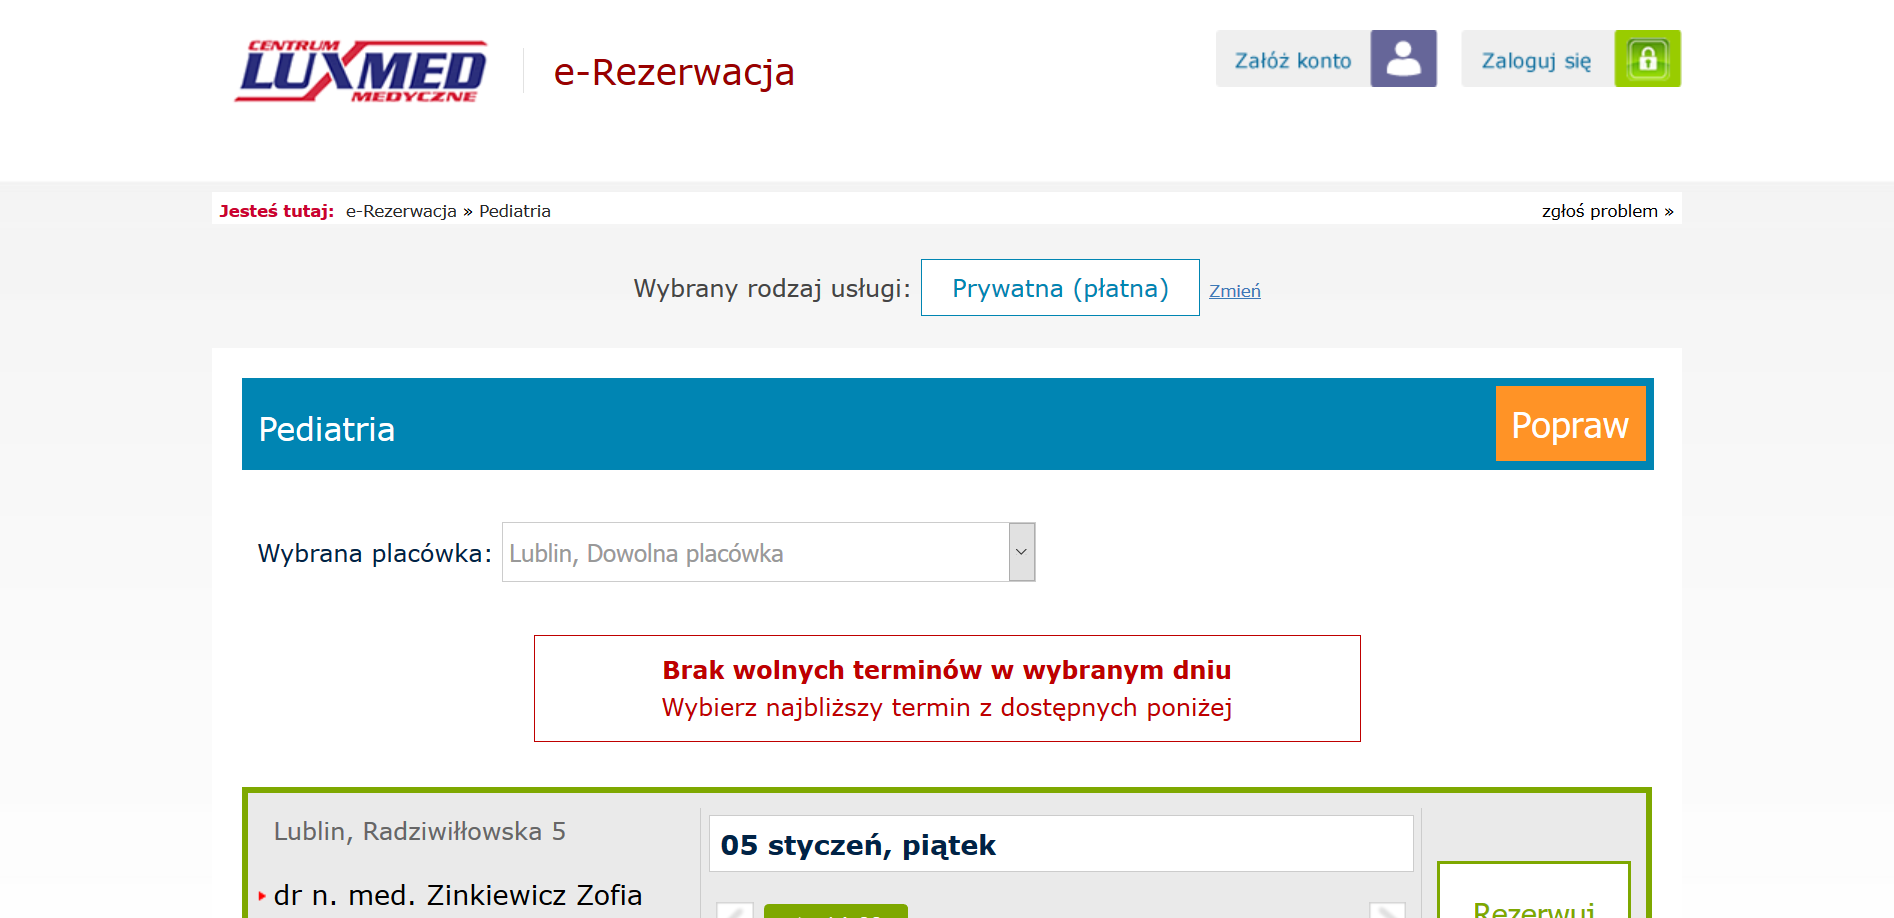 CENTRUM
LUXMED
MEDYCZNE
e-Rezerwacja
Załóż konto
Zaloguj się
Jesteś tutaj: e-Rezerwacja » Pediatria
zgłoś problem »
Wybrany rodzaj usługi: Prywatna (płatna) Zmień
Pediatria
Popraw
Wybrana placówka: Lublin, Dowolna placówka
Brak wolnych terminów w wybranym dniu
Wybierz najbliższy termin z dostępnych poniżej
Lublin, Radziwiłłowska 5
05 styczeń, piątek
dr n. med. Zinkiewicz Zofia
Rezerwuj